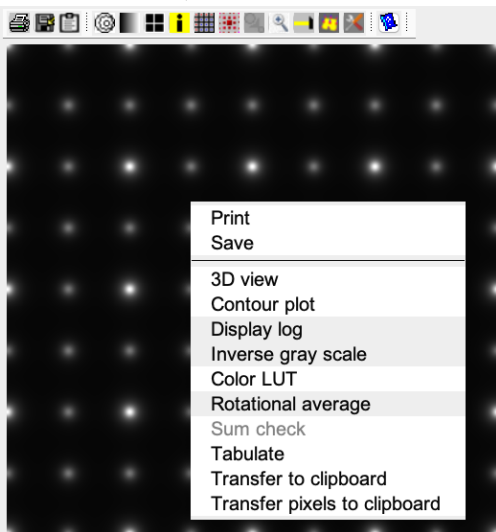 Print
Save
3D view
Contour plot
Display log
Inverse gray scale
Color LUT
Rotational average
Sum check
Tabulate
Transfer to clipboard
Transfer pixels to clipboard